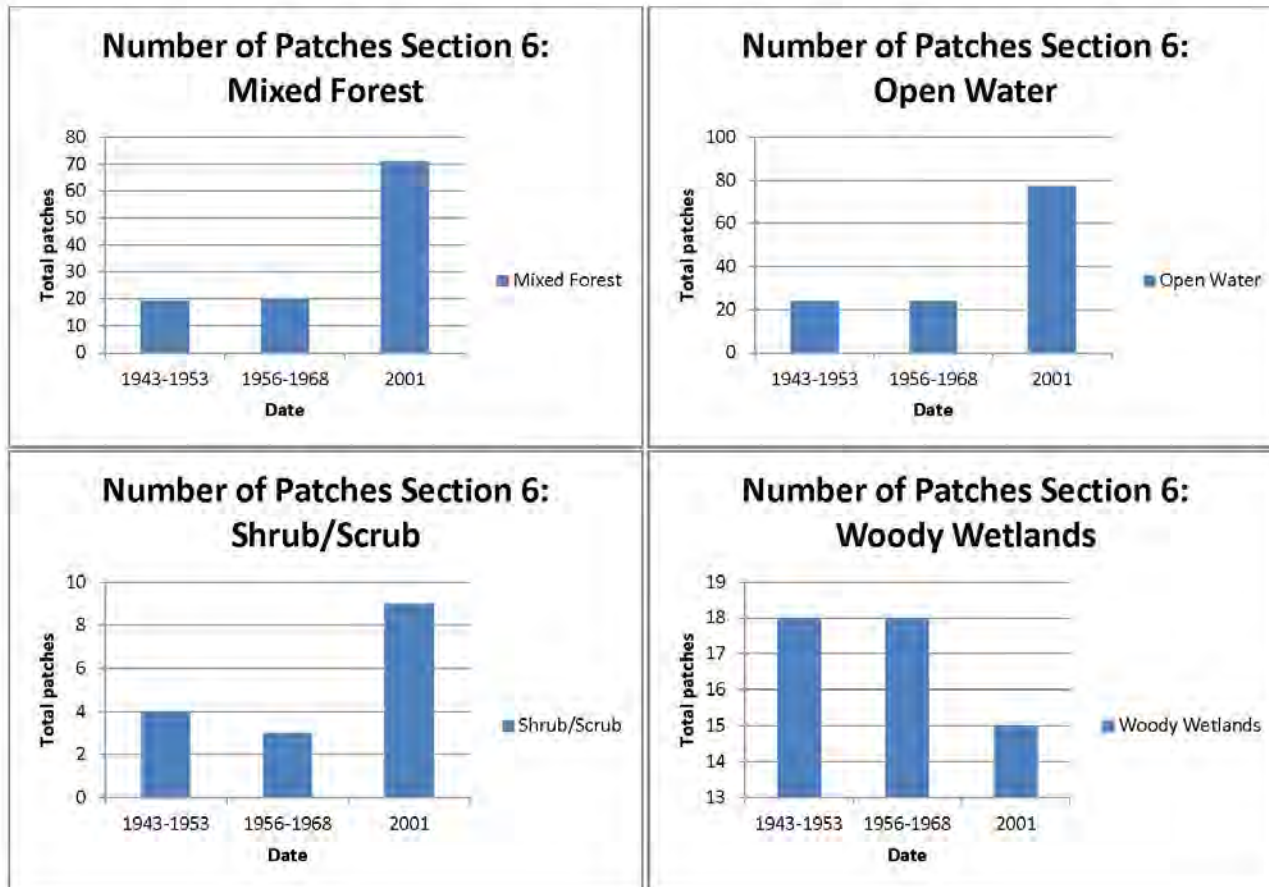 Number of Patches Section 6:
Mixed Forest
80
70
60
50
40
30
20
10
0
Total patches
1943-1953
1956-1968
2001
Date
Mixed Forest
Number of Patches Section 6:
Open Water
100
80
60
40
20
0
Total patches
1943-1953
1956-1968
2001
Date
Open Water
Number of Patches Section 6:
Shrub/Scrub
10
8
6
4
2
0
Total patches
1943-1953
1956-1968
2001
Date
Shrub/Scrub
Number of Patches Section 6:
Woody Wetlands
19
18
17
16
15
14
13
Total patches
1943-1953
1956-1968
2001
Date
Woody Wetlands